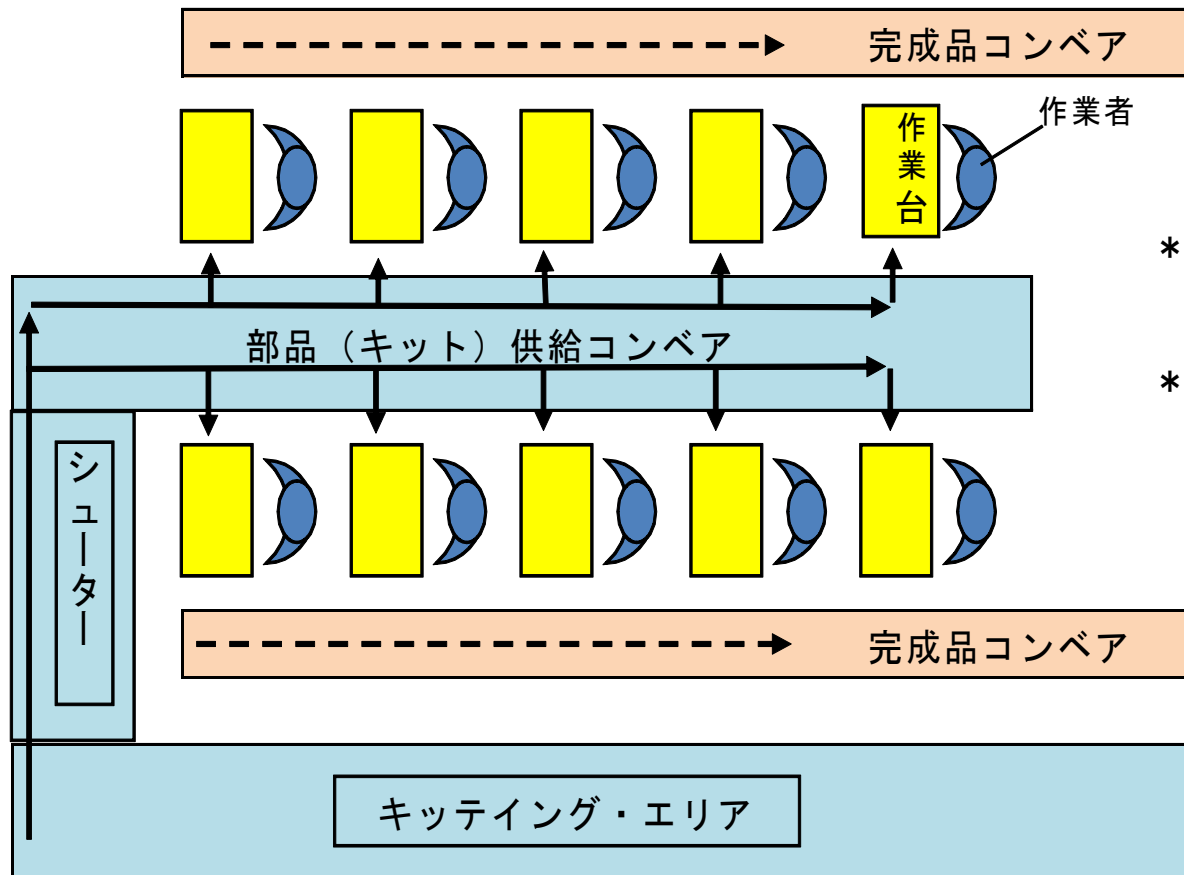 完成品コンベア
作業者
作業台
*
部品（キット）供給コンベア
*
シューター
完成品コンベア
キッテイング・エリア